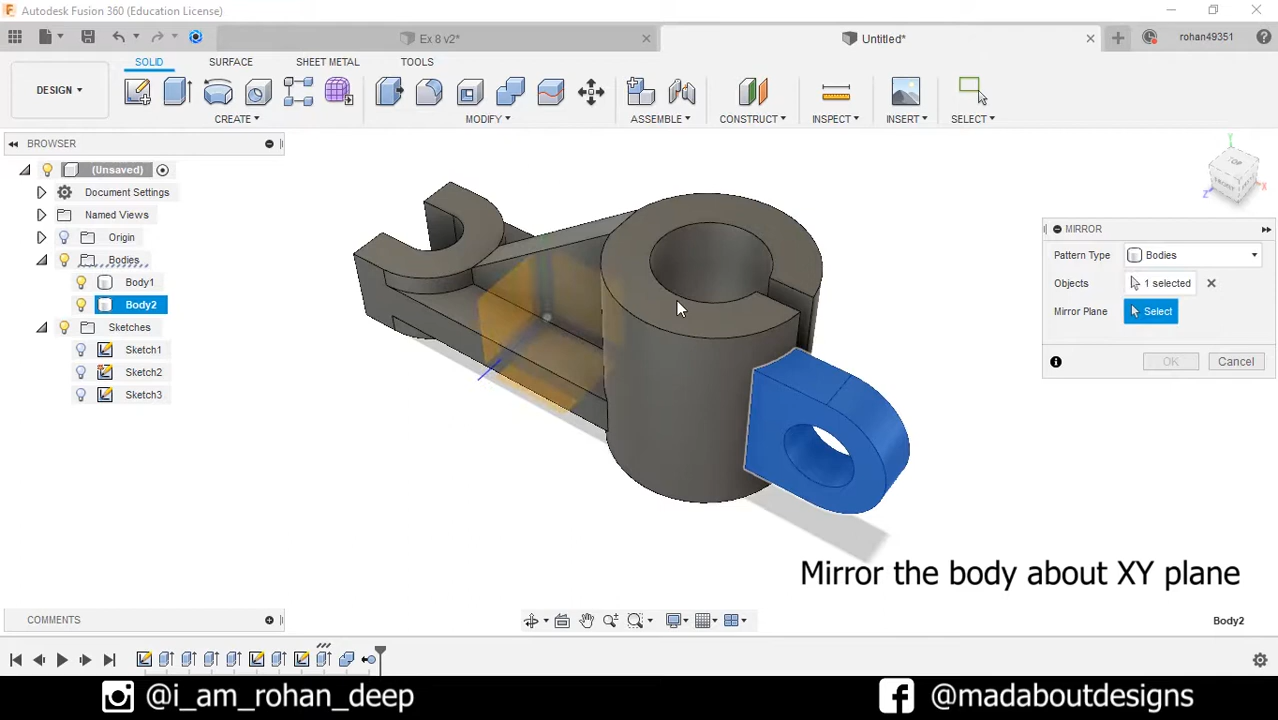 Autodesk Fusion 360 (Education License)
Ex 8 v2*
Untitled*
rohan49351
DESIGN
SOLID
SURFACE
SHEET METAL
TOOLS
CREATE
MODIFY
ASSEMBLE
CONSTRUCT
INSPECT
INSERT
SELECT
BROWSER
(Unsaved)
Document Settings
Named Views
Origin
Bodies
Body1
Body2
Sketches
Sketch1
Sketch2
Sketch3
Y
TOP
FRONT
X
Z
MIRROR
Pattern Type
Bodies
Objects
1 selected
Mirror Plane
Select
OK
Cancel
Mirror the body about XY plane
COMMENTS
Body2
@i_am_rohan_deep
@madaboutdesigns